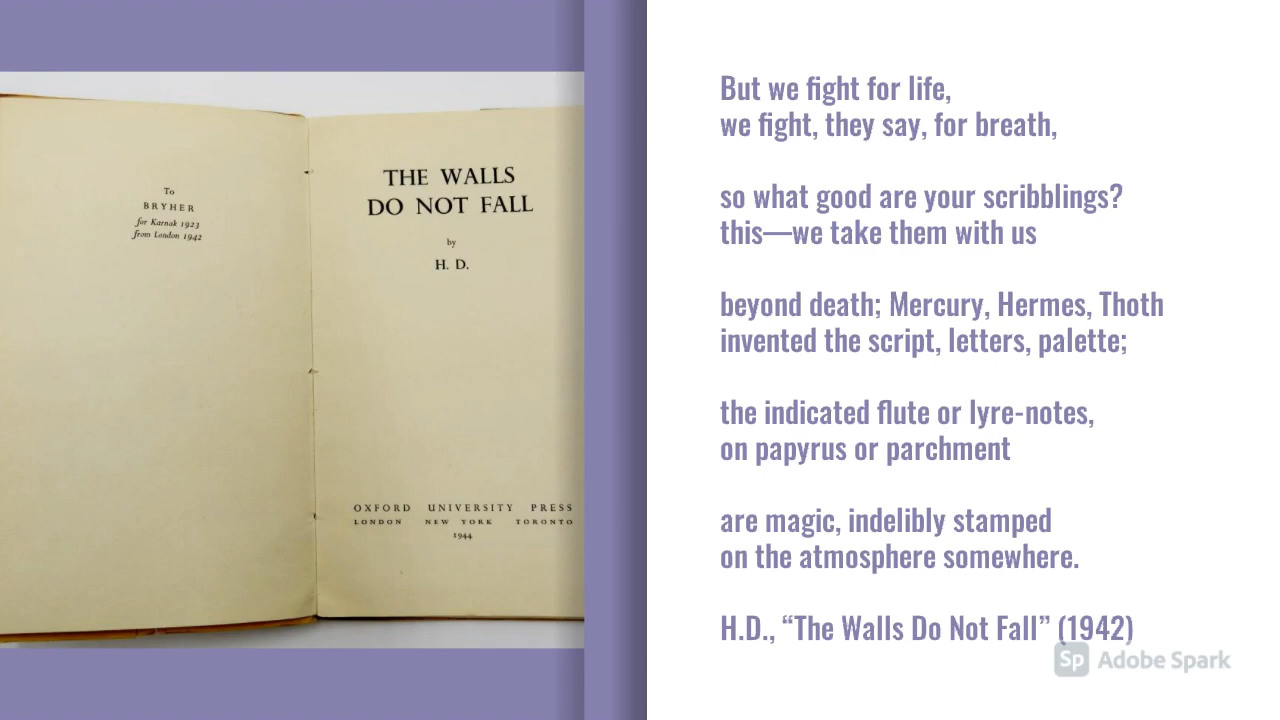 To
BRYHER
for Karnak 1923
from London 1942
THE WALLS
DO NOT FALL
by
H. D.
OXFORD UNIVERSITY PRESS
LONDON NEW YORK TORONTO
1944
But we fight for life,
we fight, they say, for breath,
so what good are your scribblings?
this—we take them with us
beyond death; Mercury, Hermes, Thoth
invented the script, letters, palette;
the indicated flute or lyre-notes,
on papyrus or parchment
are magic, indelibly stamped
on the atmosphere somewhere.
H.D., “The Walls Do Not Fall” (1942)
Sp Adobe Spark